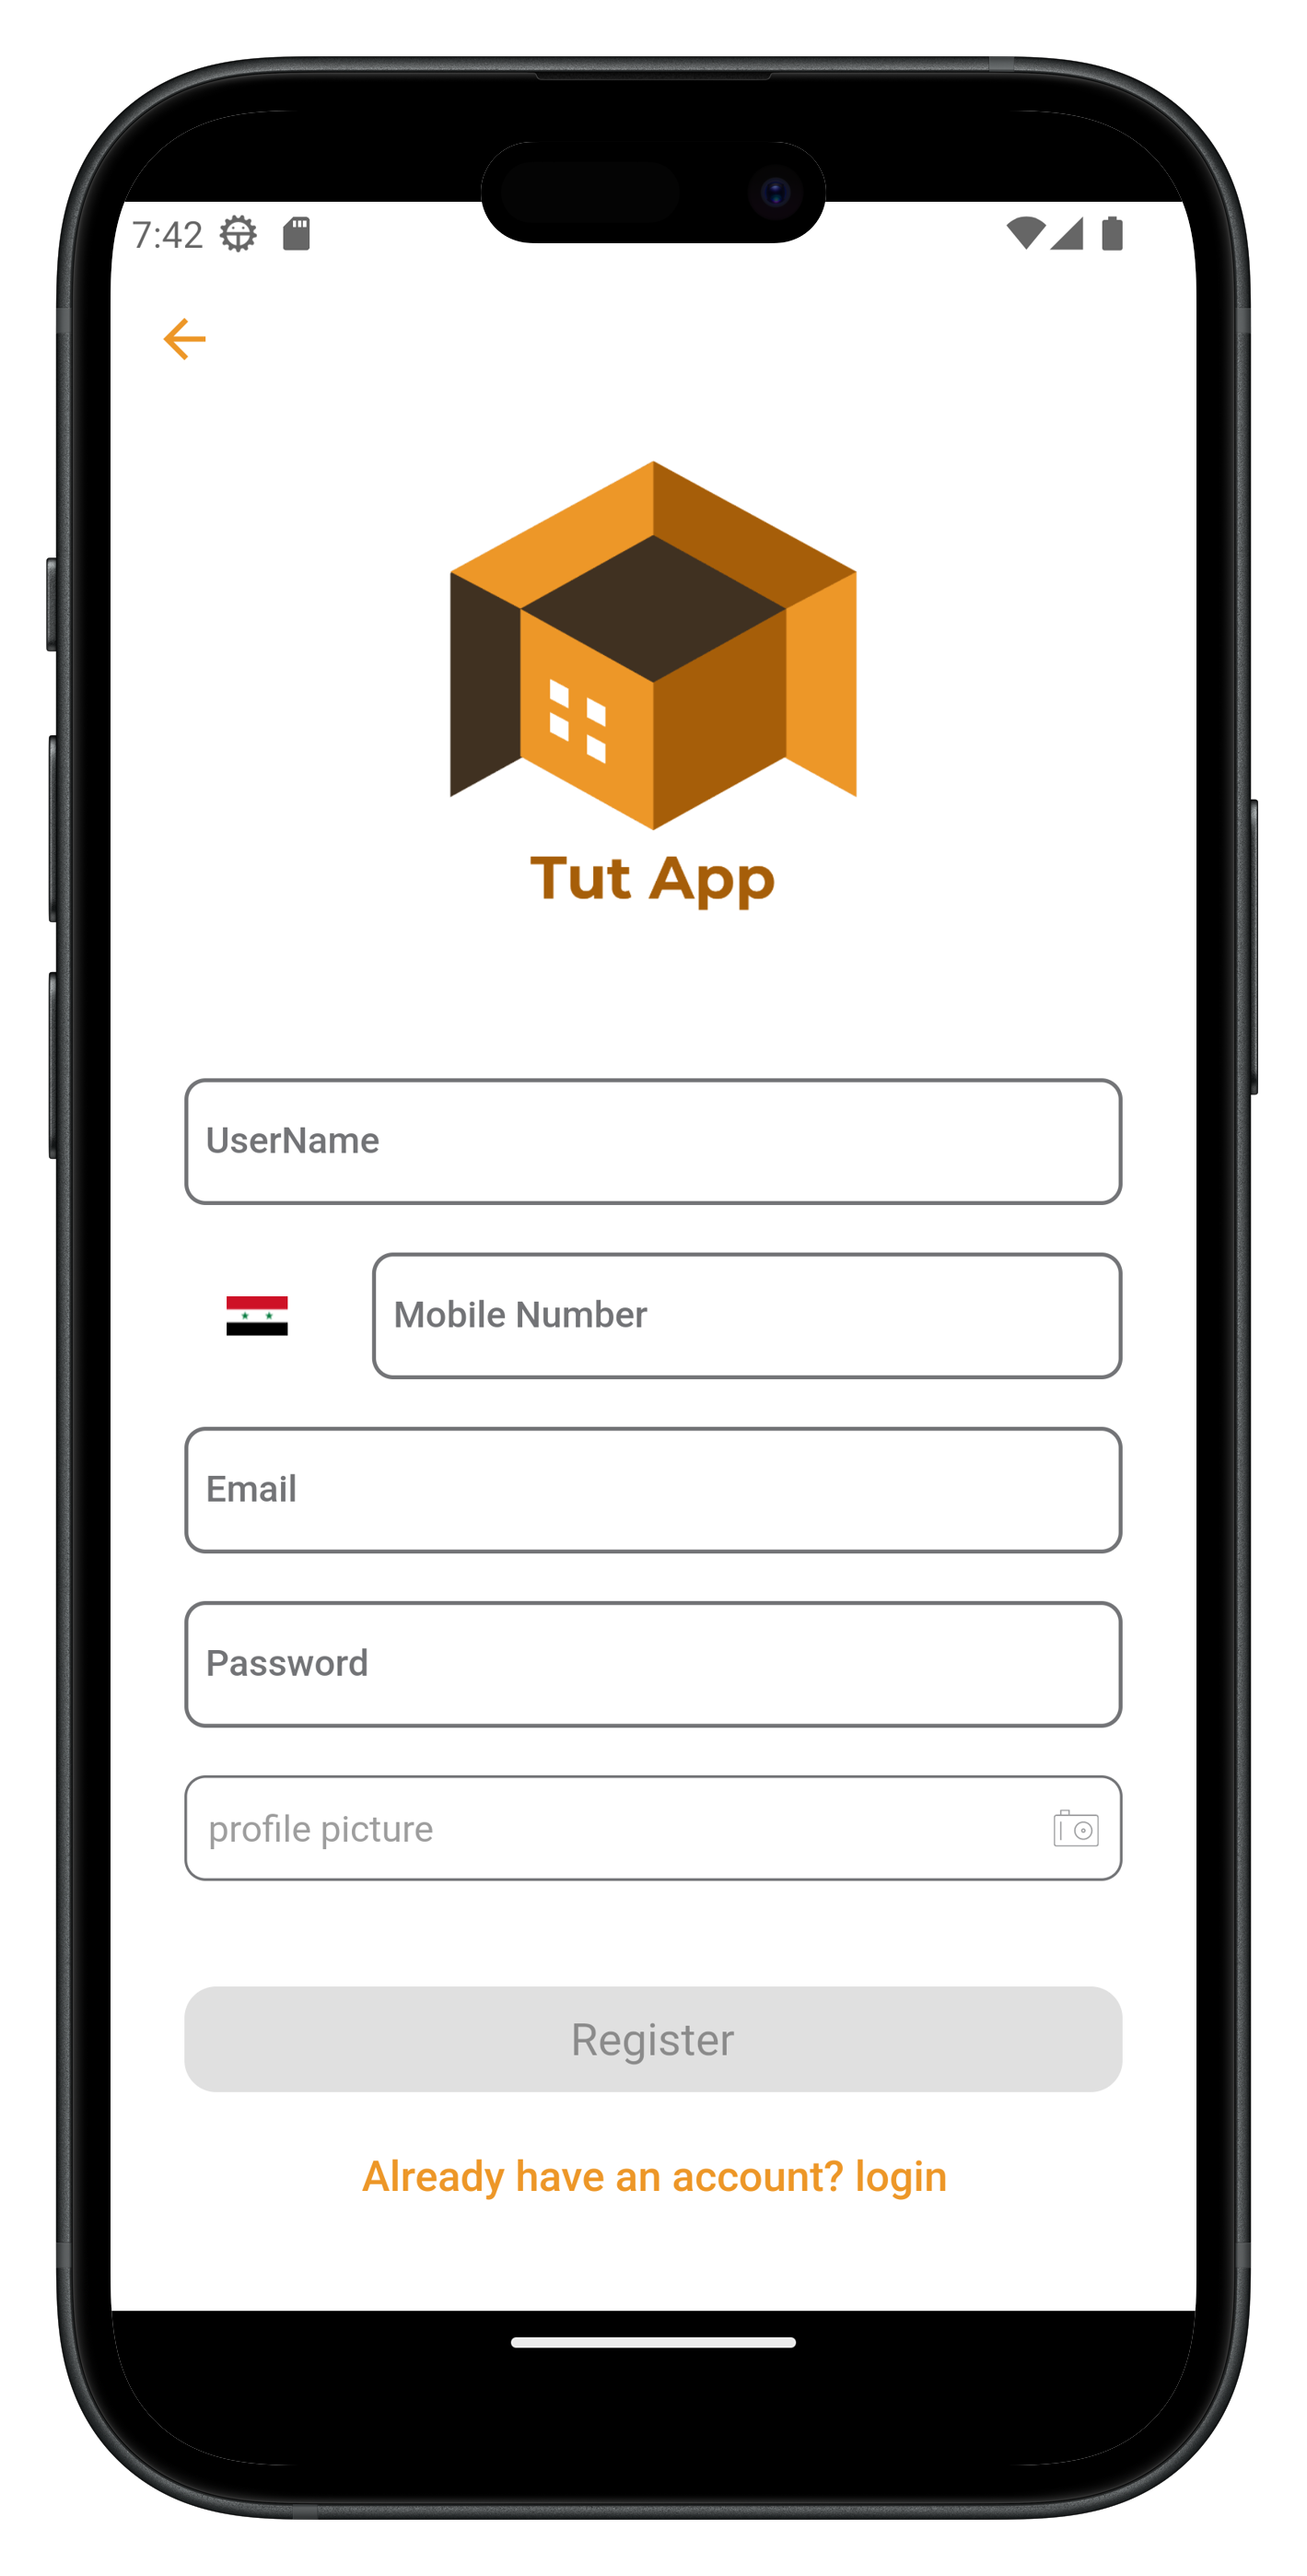 7:42
Tut App
UserName
Mobile Number
Email
Password
profile picture
Register
Already have an account? login